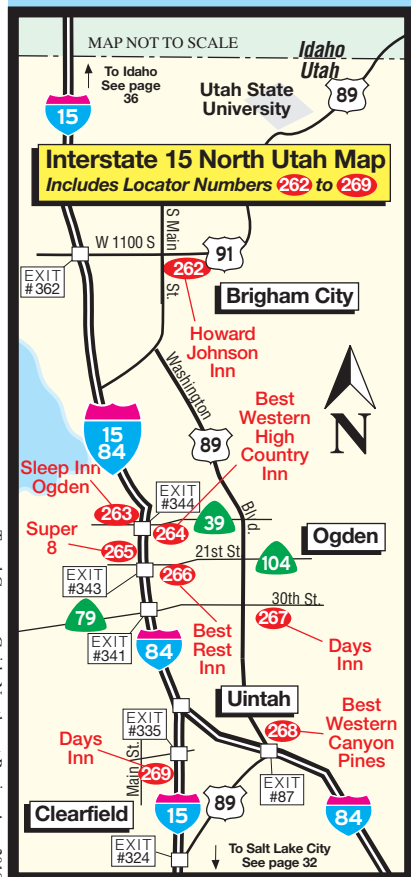 MAP NOT TO SCALE
Idaho
Utah
To Idaho
See page
36
Utah State
University
89
15
Interstate 15 North Utah Map
Includes Locator Numbers 262 to 269
S Main
St.
W 1100 S
91
262
EXIT
#362
Brigham City
Howard
Johnson
Inn
Washington
Blvd.
N
Best
Western
High
Country
Inn
15
84
89
Sleep Inn
Ogden
263
EXIT
#344
39
264
Super
8
265
Ogden
21st St.
104
EXIT
#343
266
30th St.
79
267
EXIT
#341
Best
Rest
Inn
84
Days
Inn
Uintah
Best
Western
Canyon
Pines
268
EXIT
#335
Days
Inn
Main St.
269
EXIT
#87
89
15
84
Clearfield
EXIT
#324
To Salt Lake City
See page 32